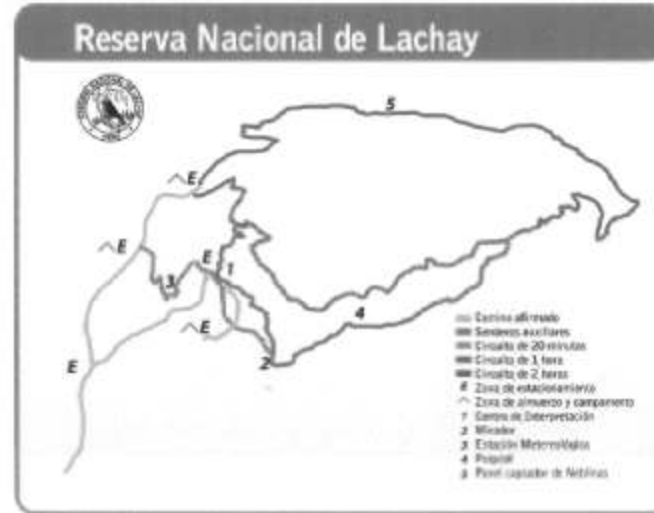 Reserva Nacional de Lachay
5
E
E
E
1
3
4
E
E
2
Camino afirmado
Senderos auxiliares
Circuito de 20 minutos
Circuito de 1 hora
Circuito de 2 horas
E Zona de estacionamiento
Zona de almuerzo y campamento
1 Centro de Interpretación
2 Mirador
3 Estación Meteorológica
4
5 Panel captador de Neblinas